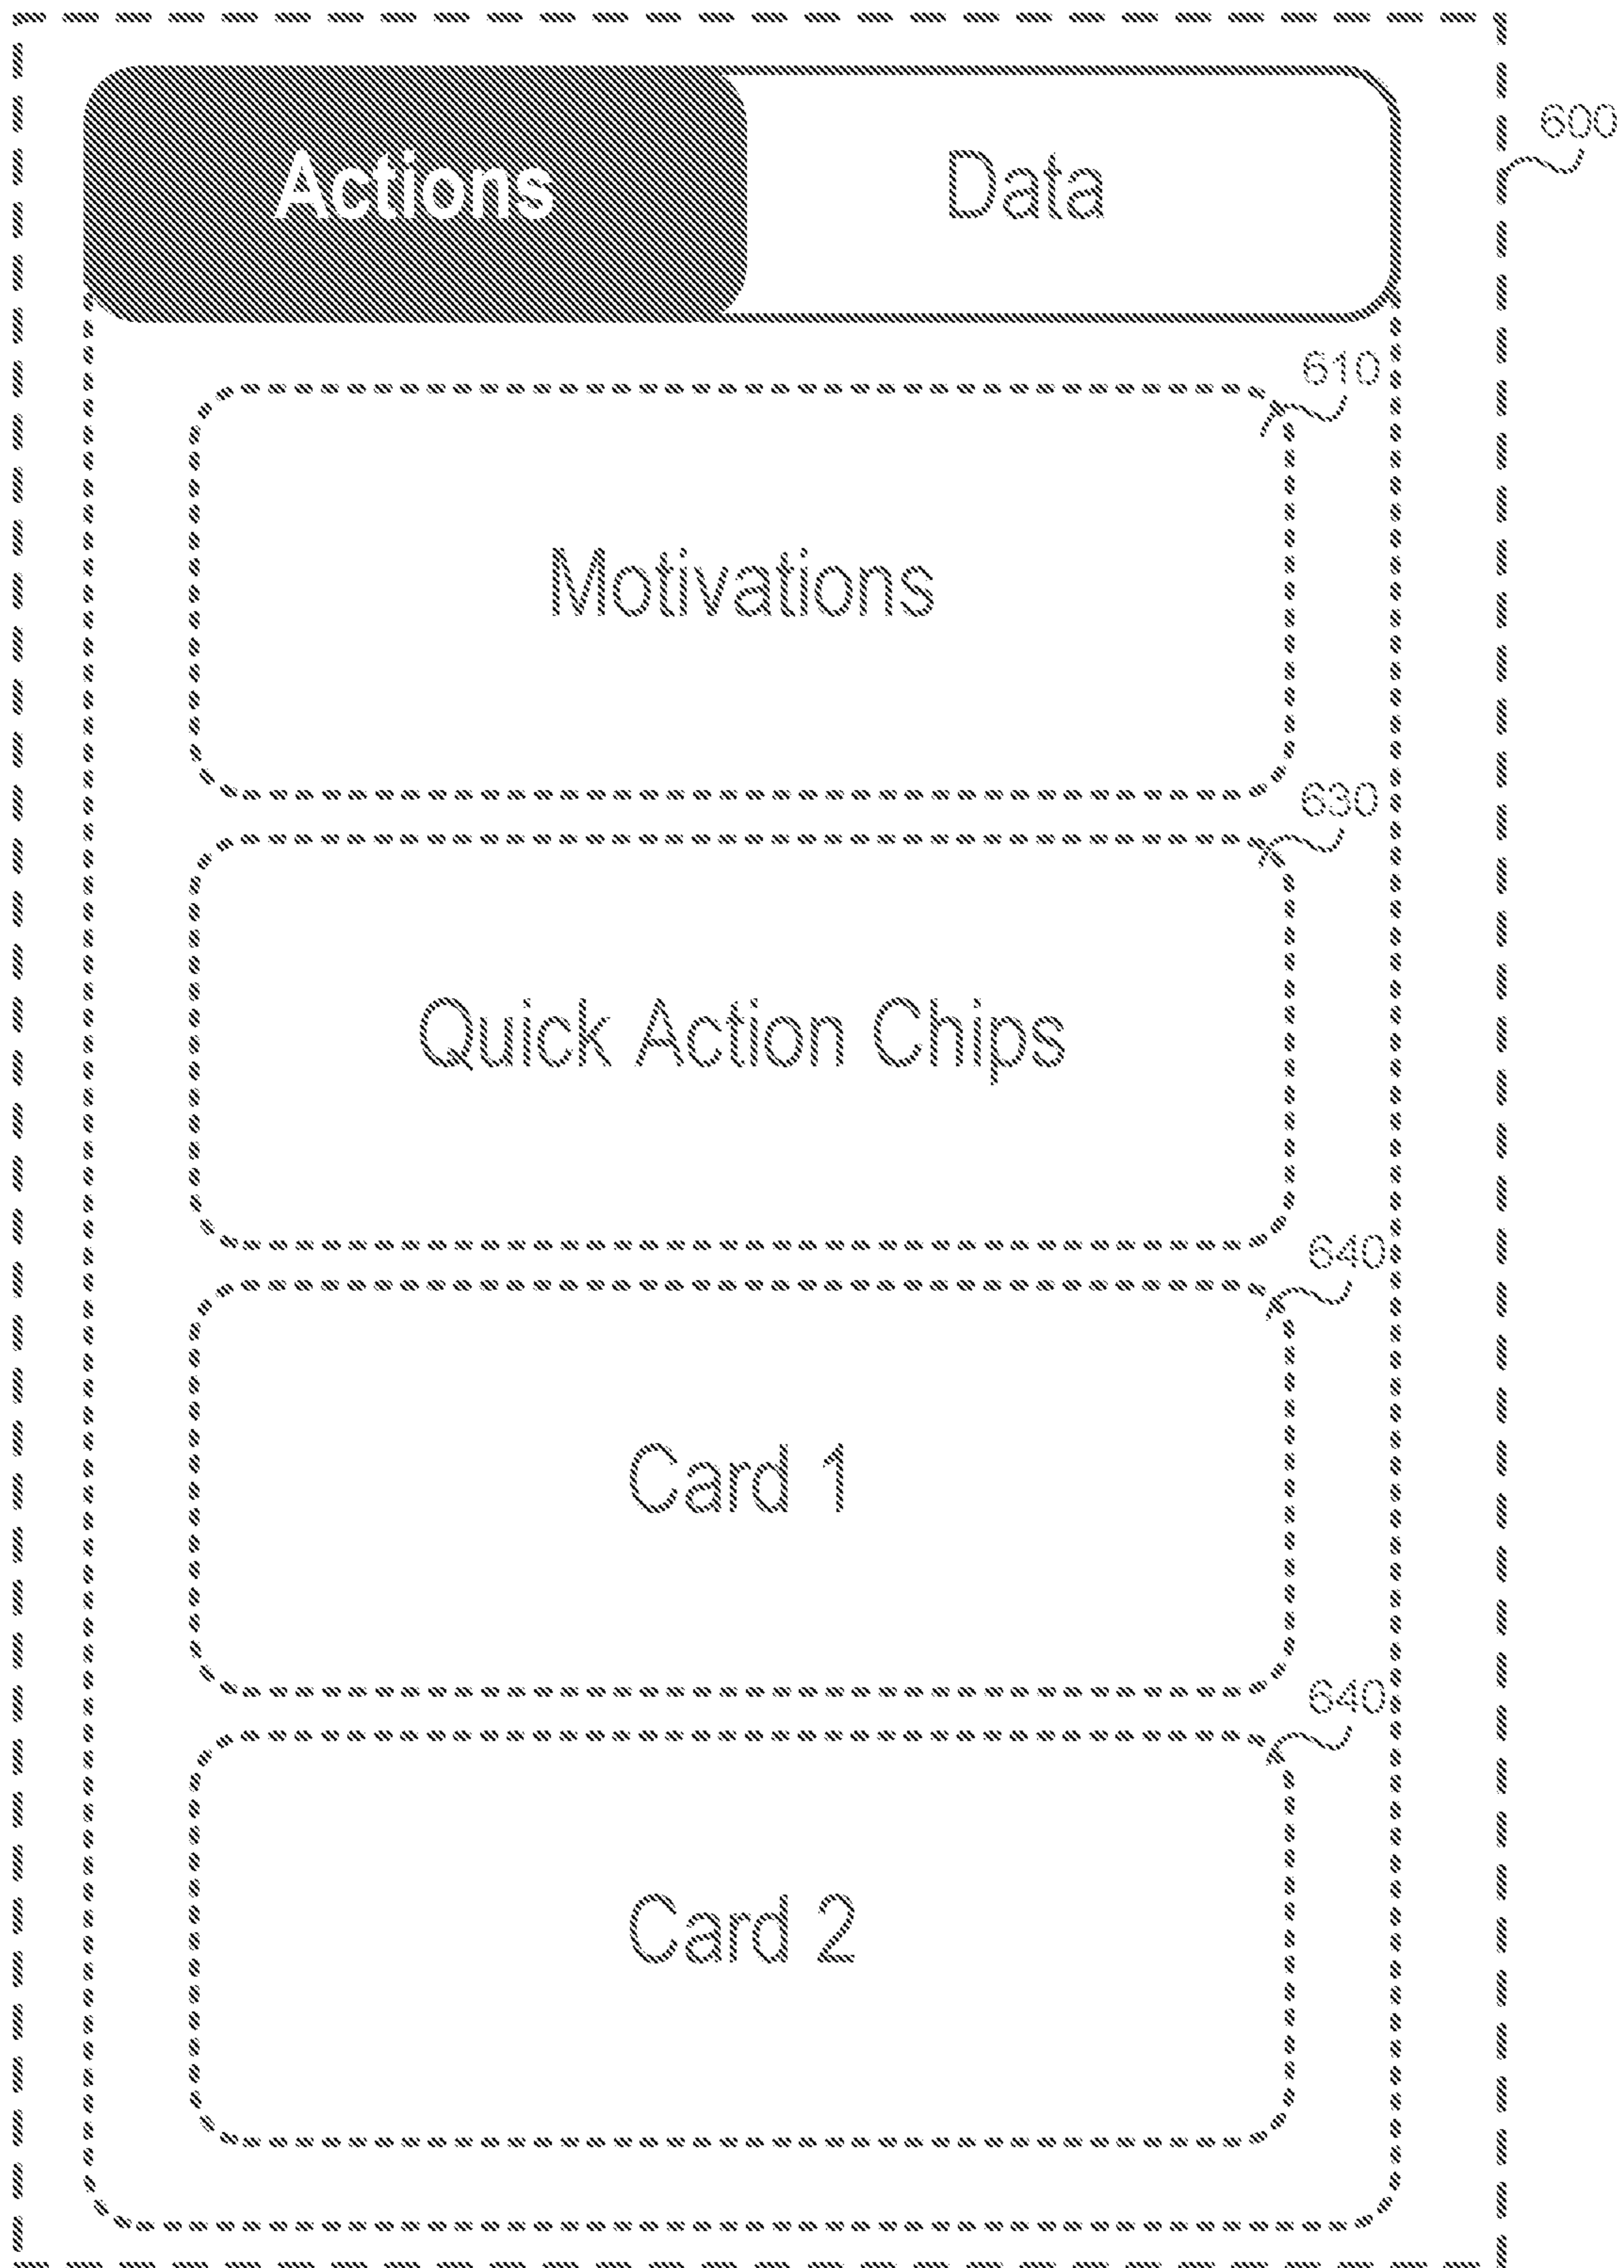 600
Actions Data
610
Motivations
630
Quick Action Chips
640
Card 1
640
Card 2